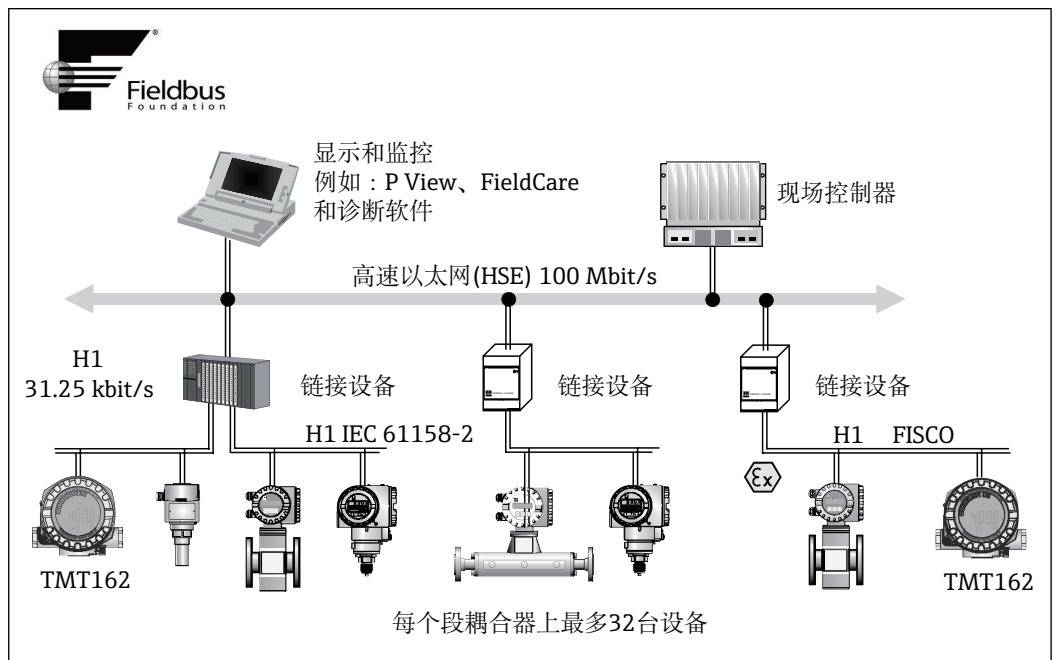 Fieldbus
Foundation
显示和监控
例如：P View、FieldCare
和诊断软件
现场控制器
高速以太网(HSE) 100 Mbit/s
H1
31.25 kbit/s
链接设备
链接设备
链接设备
H1 IEC 61158-2
H1 FISCO
εx
TMT162
TMT162
每个段耦合器上最多32台设备